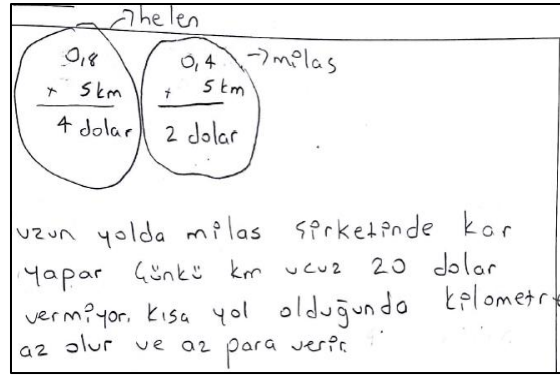 →helen
0,8
x 5km
4 dolar
0,4 →milas
x 5km
2 dolar
uzun yolda milas şirketinde kar
yapar çünkü km ucuz 20 dolar
vermiyor. kısa yol olduğunda kilometre
az olur ve az para verir.